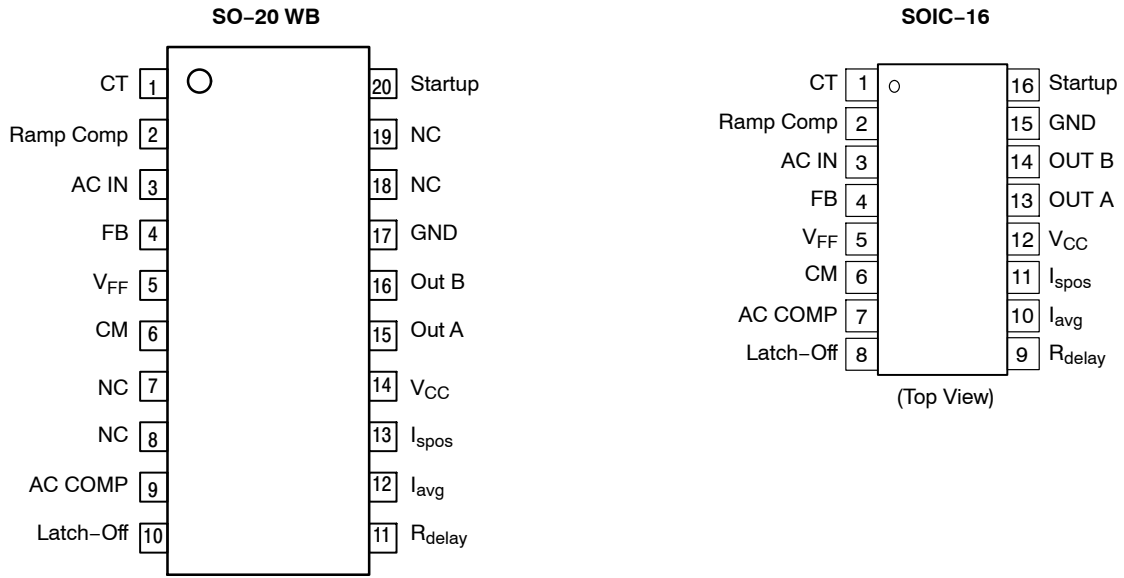 SO–20 WB
CT 1
Ramp Comp 2
AC IN 3
FB 4
VFF 5
CM 6
NC 7
NC 8
AC COMP 9
Latch–Off 10
20 Startup
19 NC
18 NC
17 GND
16 Out B
15 Out A
14 VCC
13 Ispos
12 Iavg
11 Rdelay
SOIC–16
CT 1
Ramp Comp 2
AC IN 3
FB 4
VFF 5
CM 6
AC COMP 7
Latch–Off 8
16 Startup
15 GND
14 OUT B
13 OUT A
12 VCC
11 Ispos
10 Iavg
9 Rdelay
(Top View)